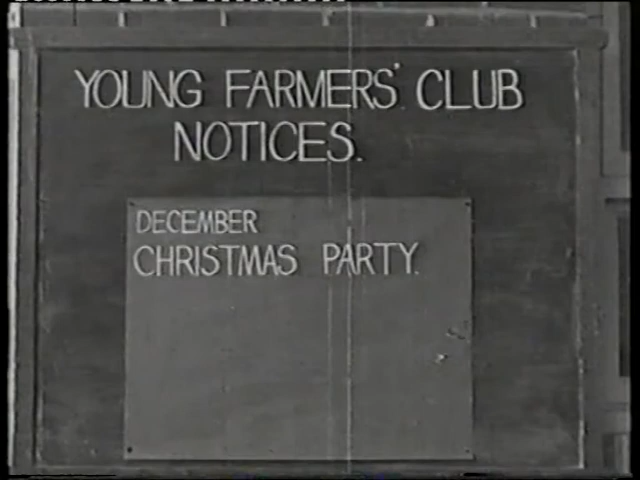 YOUNG FARMERS' CLUB
NOTICES.
DECEMBER
CHRISTMAS PARTY.